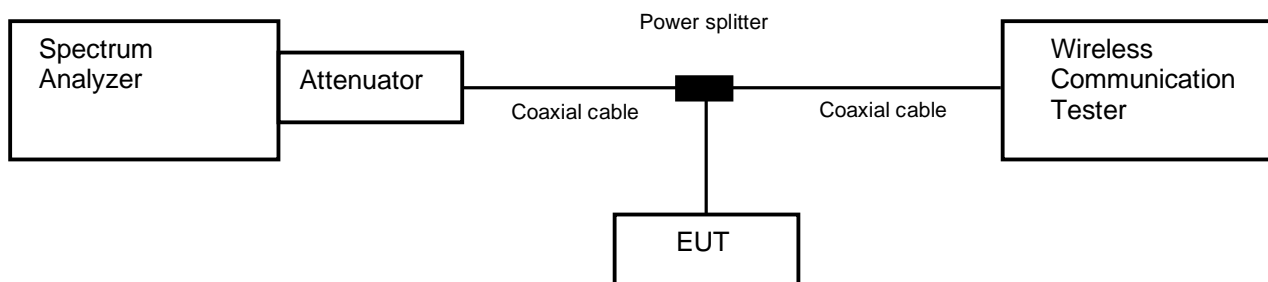 Power splitter
Spectrum
Analyzer
Attenuator
Wireless
Communication
Tester
Coaxial cable
Coaxial cable
EUT